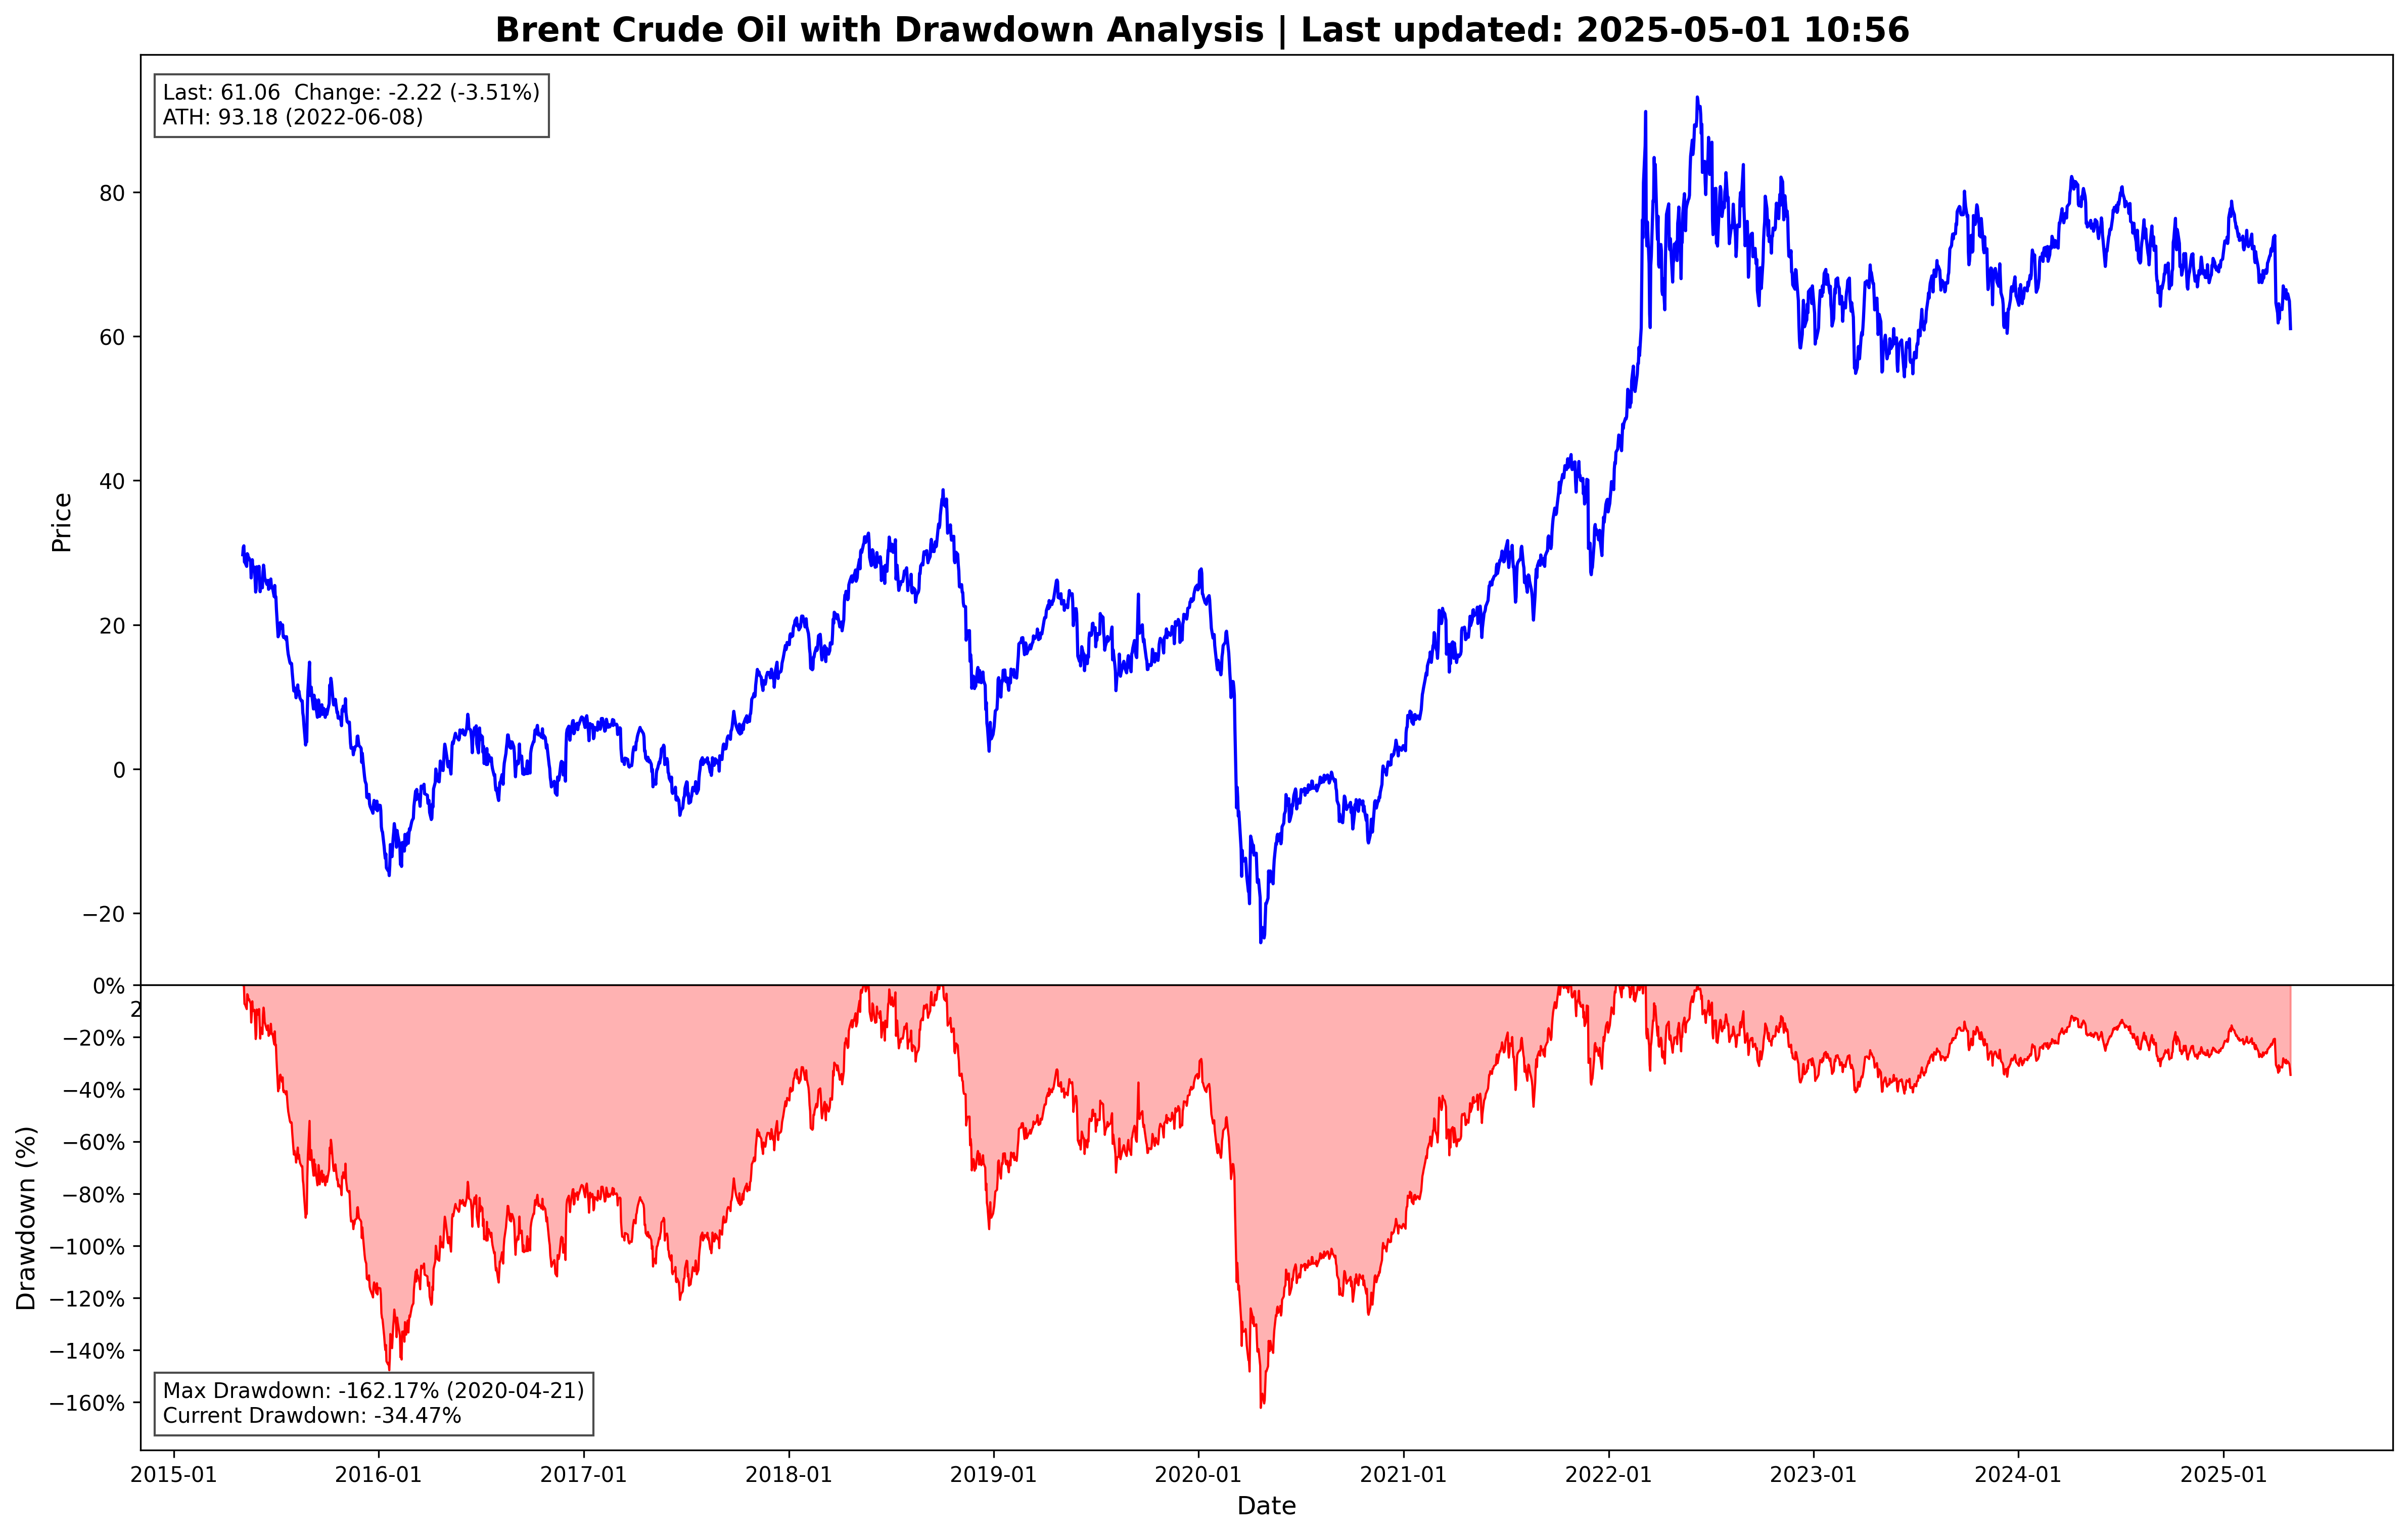 Brent Crude Oil with Drawdown Analysis | Last updated: 2025-05-01 10:56
Last: 61.06  Change: -2.22 (-3.51%)
ATH: 93.18 (2022-06-08)
80
60
40
20
0
−20
Price
0%
2
−20%
−40%
−60%
−80%
−100%
−120%
−140%
−160%
Drawdown (%)
Max Drawdown: -162.17% (2020-04-21)
Current Drawdown: -34.47%
2015-01 2016-01 2017-01 2018-01 2019-01 2020-01 2021-01 2022-01 2023-01 2024-01 2025-01
Date